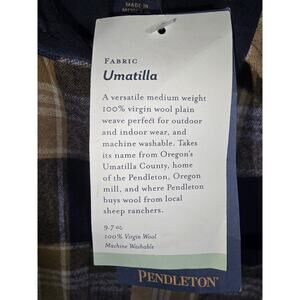 MADE IN
MEXICO
FABRIC
Umatilla
A versatile medium weight
100% virgin wool plain
weave perfect for outdoor
and indoor wear, and
machine washable. Takes
its name from Oregon's
Umatilla County, home
of the Pendleton, Oregon
mill, and where Pendleton
buys wool from local
sheep ranchers.
9.7 oz.
100% Virgin Wool
Machine Washable
PENDLETON®